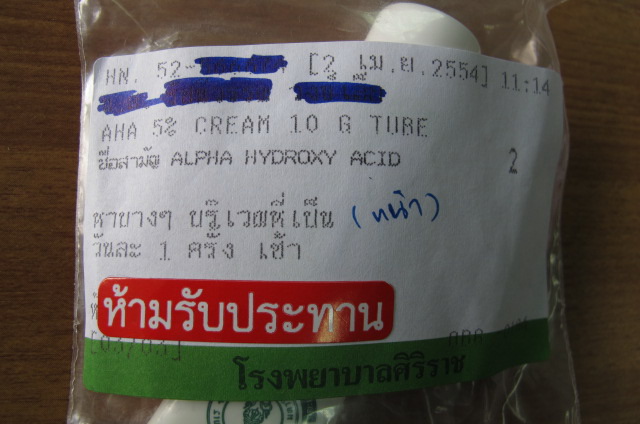 HN. 52- [2 เม.ย.2554] 11:14
AHA 5% CREAM 10 G TUBE
ชื่อสามัญ ALPHA HYDROXY ACID 2
ทาบางๆ บริเวณที่เป็น (หน้า)
วันละ 1 ครั้ง เช้า
ห้ามรับประทาน
[03/03]
โรงพยาบาลศิริราช